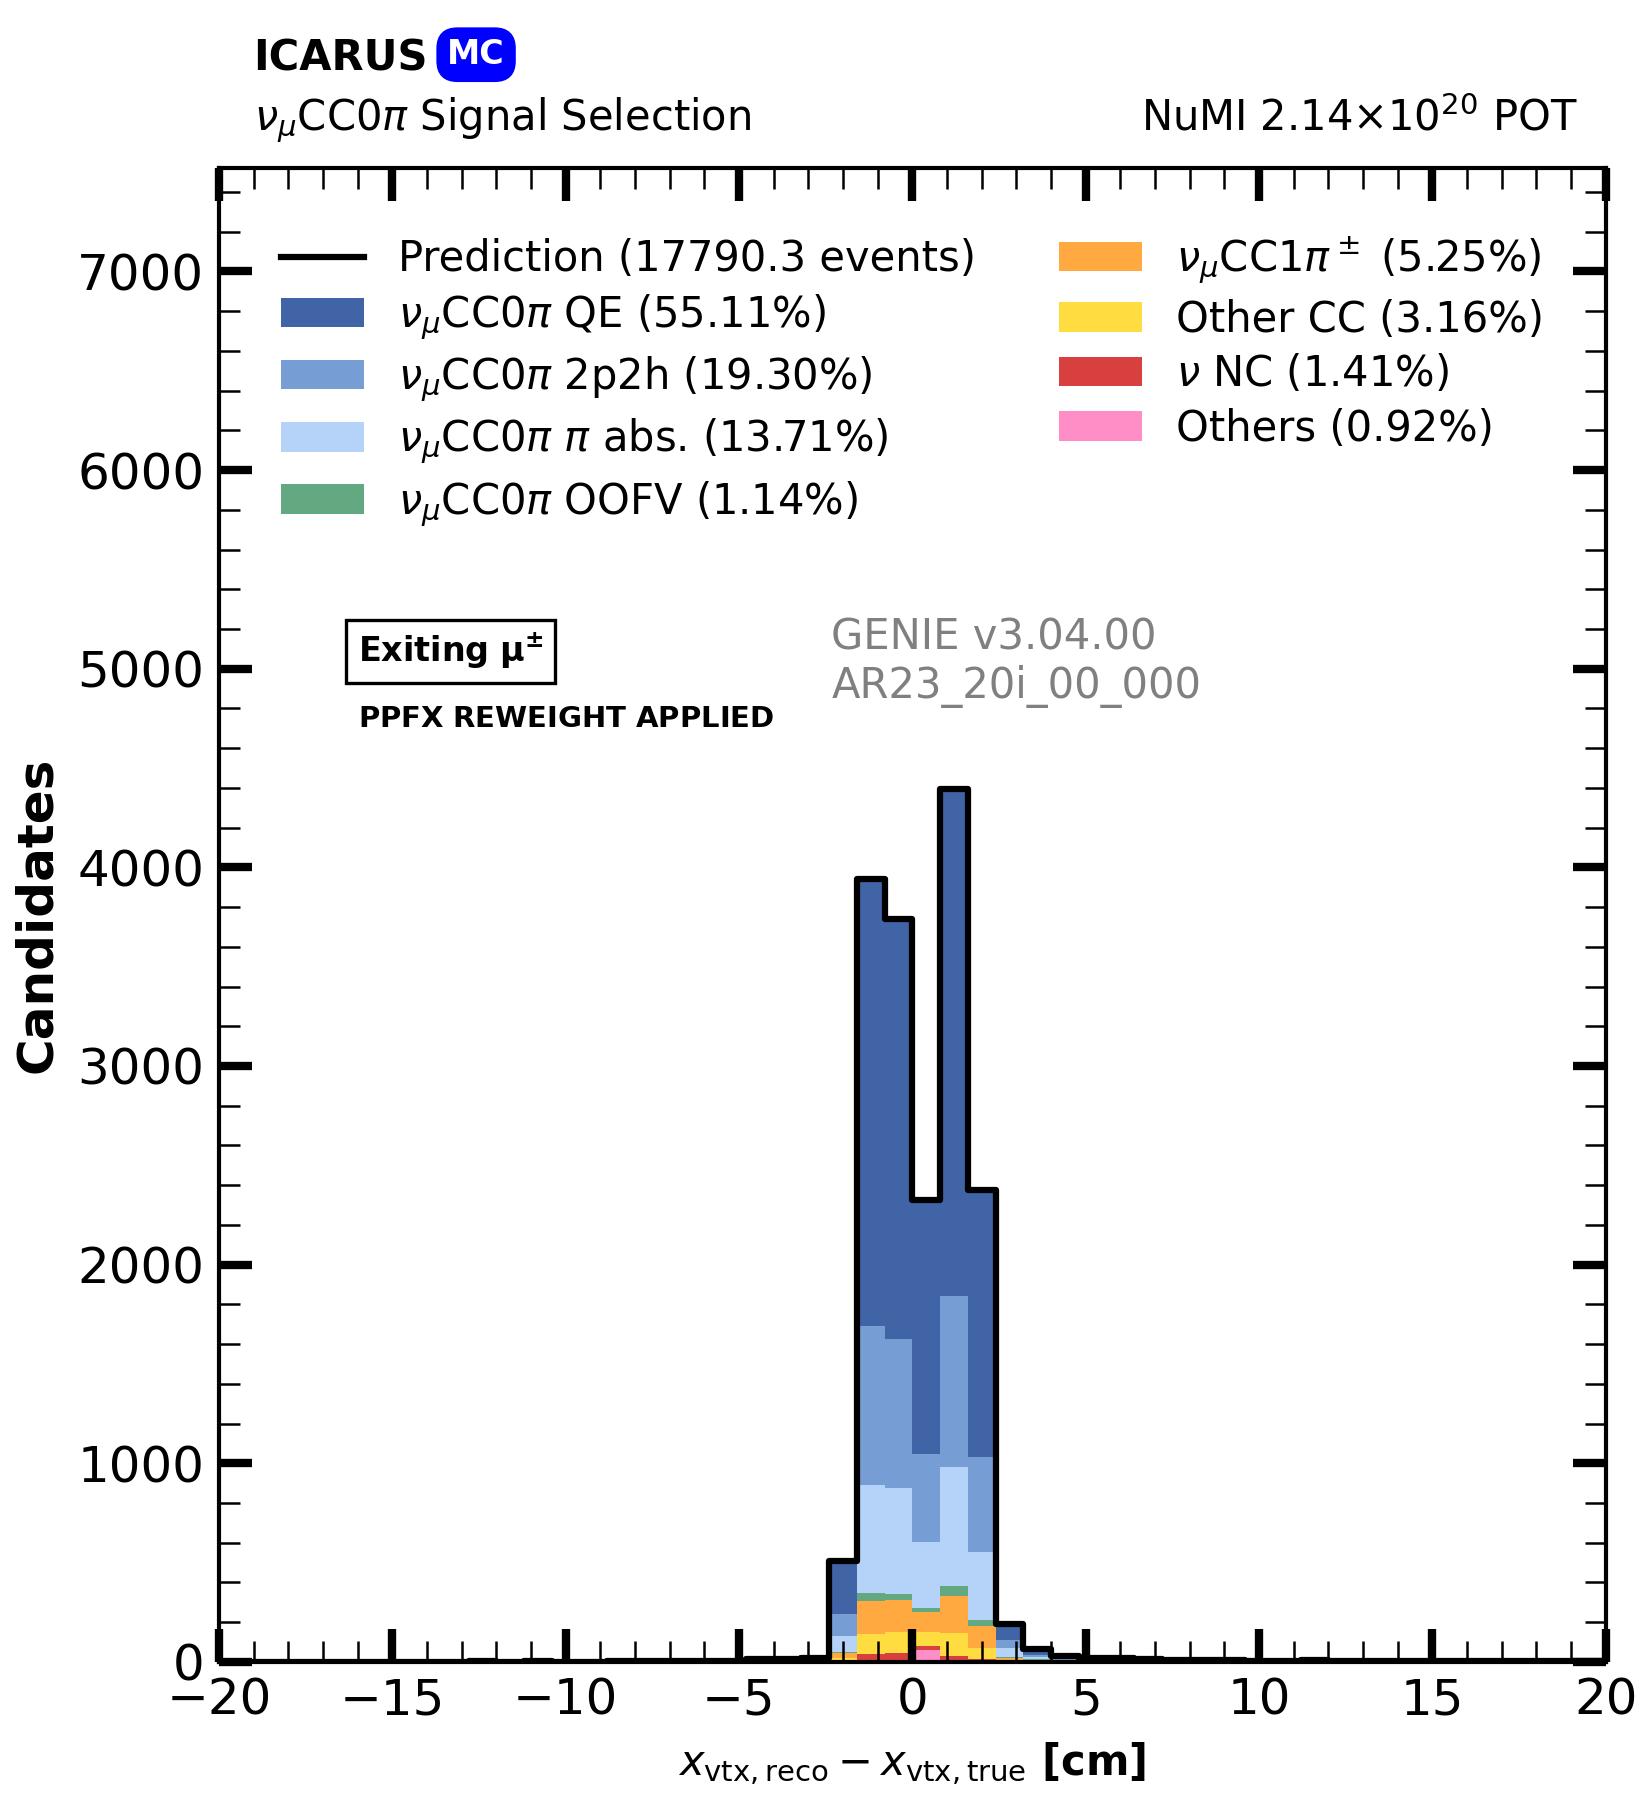 ICARUS MC
νμCC0π Signal Selection
NuMI 2.14×10²⁰ POT
Prediction (17790.3 events)
νμCC0π QE (55.11%)
νμCC0π 2p2h (19.30%)
νμCC0π π abs. (13.71%)
νμCC0π OOFV (1.14%)
νμCC1π± (5.25%)
Other CC (3.16%)
ν NC (1.41%)
Others (0.92%)
Exiting μ±
PPFX REWEIGHT APPLIED
GENIE v3.04.00
AR23_20i_00_000
Candidates
7000
6000
5000
4000
3000
2000
1000
0
−20 −15 −10 −5 0 5 10 15 20
xvtx, reco − xvtx, true [cm]